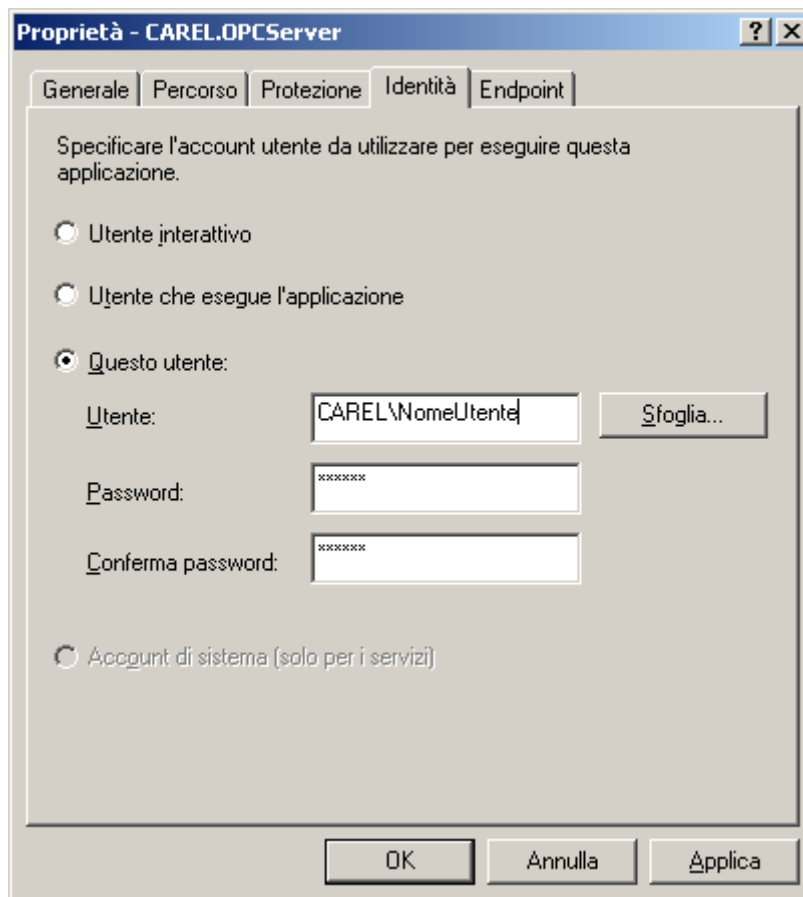 Proprietà - CAREL.OPCServer
Generale Percorso Protezione Identità Endpoint
Specificare l'account utente da utilizzare per eseguire questa
applicazione.
Utente interattivo
Utente che esegue l'applicazione
Questo utente:
Utente: CAREL\NomeUtente Sfoglia...
Password: ××××××
Conferma password: ××××××
Account di sistema (solo per i servizi)
OK Annulla Applica